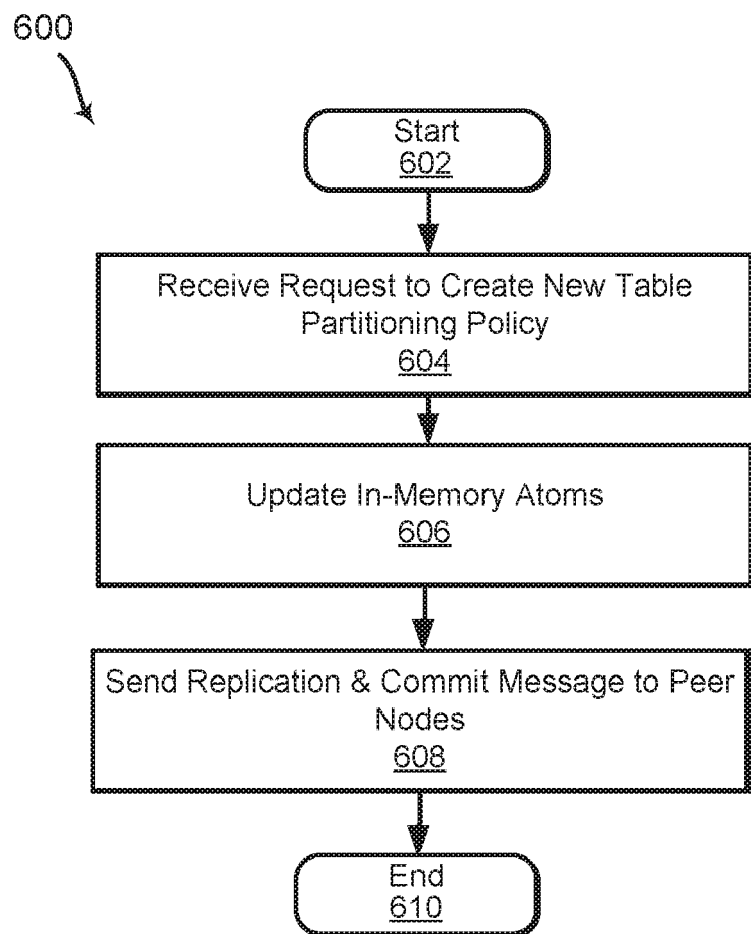 600
Start
602
Receive Request to Create New Table
Partitioning Policy
604
Update In-Memory Atoms
606
Send Replication & Commit Message to Peer
Nodes
608
End
610